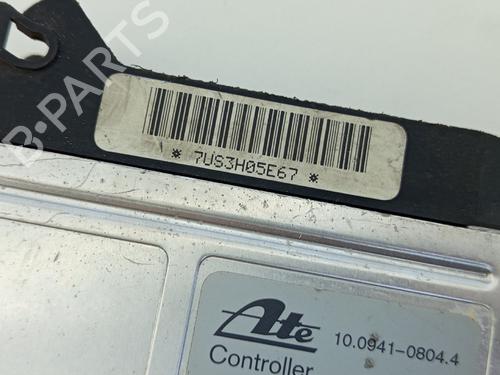 B-PARTS
* 7US3H05E67 *
Ate 10.0941-0804.4
Controller